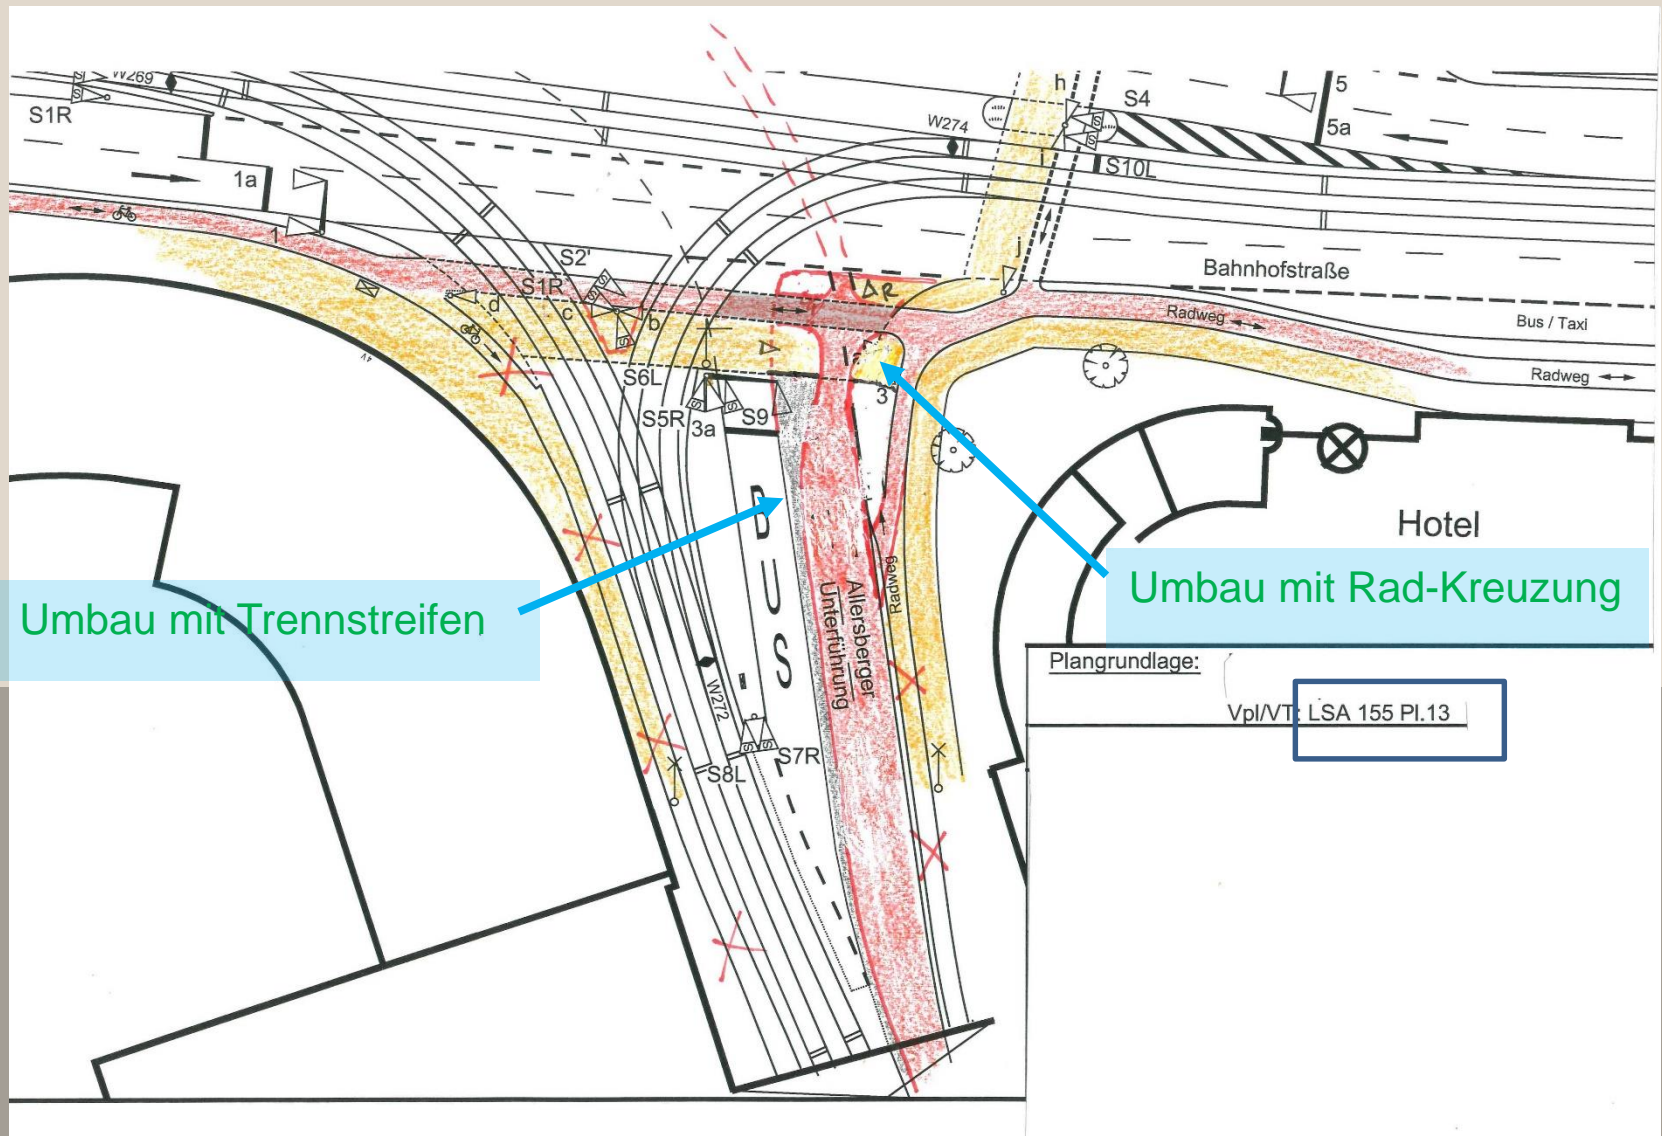 W269
S1R
1a
1
S2'
S1R
d
c
b
S6L
S5R
3a
S9
W274
h
i
S4
S10L
5
5a
j
Bahnhofstraße
Bus / Taxi
Radweg
Radweg
ΔR
3
BUS
Radweg
Allersberger
Unterführung
W272
S7R
S8L
Hotel
Umbau mit Trennstreifen
Umbau mit Rad-Kreuzung
Plangrundlage:
Vpl/VT: LSA 155 Pl.13